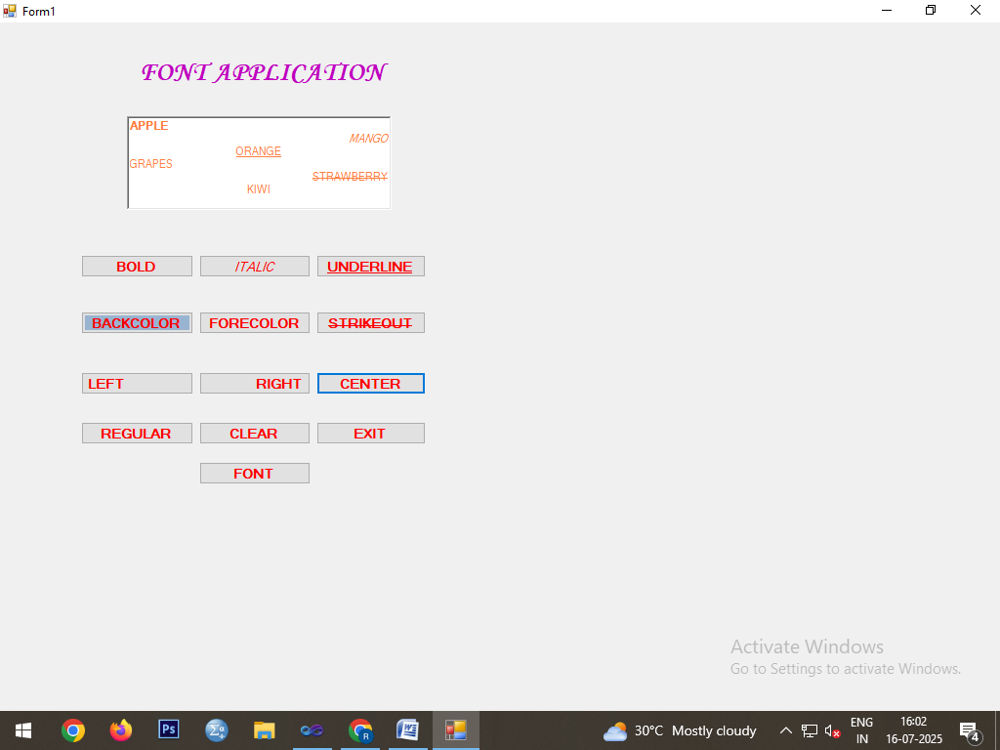 Form1
FONT APPLICATION
APPLE
MANGO
ORANGE
GRAPES
STRAWBERRY
KIWI
BOLD ITALIC UNDERLINE
BACKCOLOR FORECOLOR STRIKEOUT
LEFT RIGHT CENTER
REGULAR CLEAR EXIT
FONT
Activate Windows
Go to Settings to activate Windows.
Ps
Σα
R
W
30°C Mostly cloudy
ENG
IN
16:02
16-07-2025
4